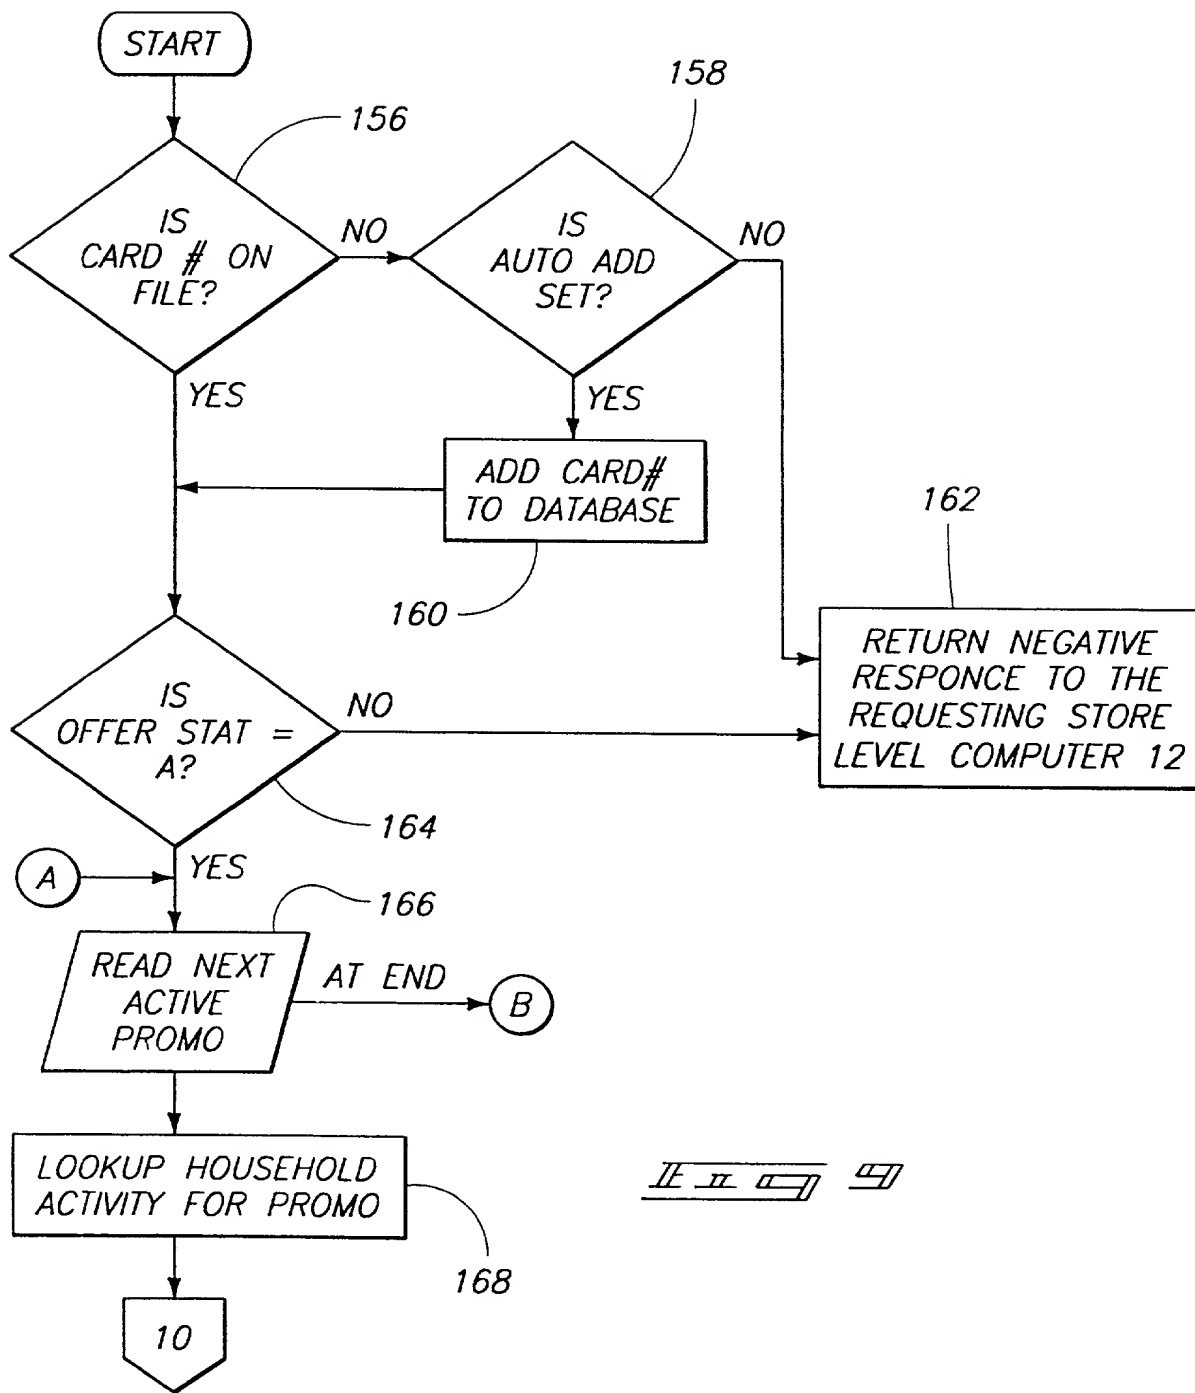 START
156
158
IS
CARD # ON
FILE?
NO
IS
AUTO ADD
SET?
NO
YES
YES
ADD CARD#
TO DATABASE
160
162
RETURN NEGATIVE
RESPONCE TO THE
REQUESTING STORE
LEVEL COMPUTER 12
IS
OFFER STAT =
A?
NO
164
A
YES
166
READ NEXT
ACTIVE
PROMO
AT END
B
LOOKUP HOUSEHOLD
ACTIVITY FOR PROMO
168
FIG 9
10